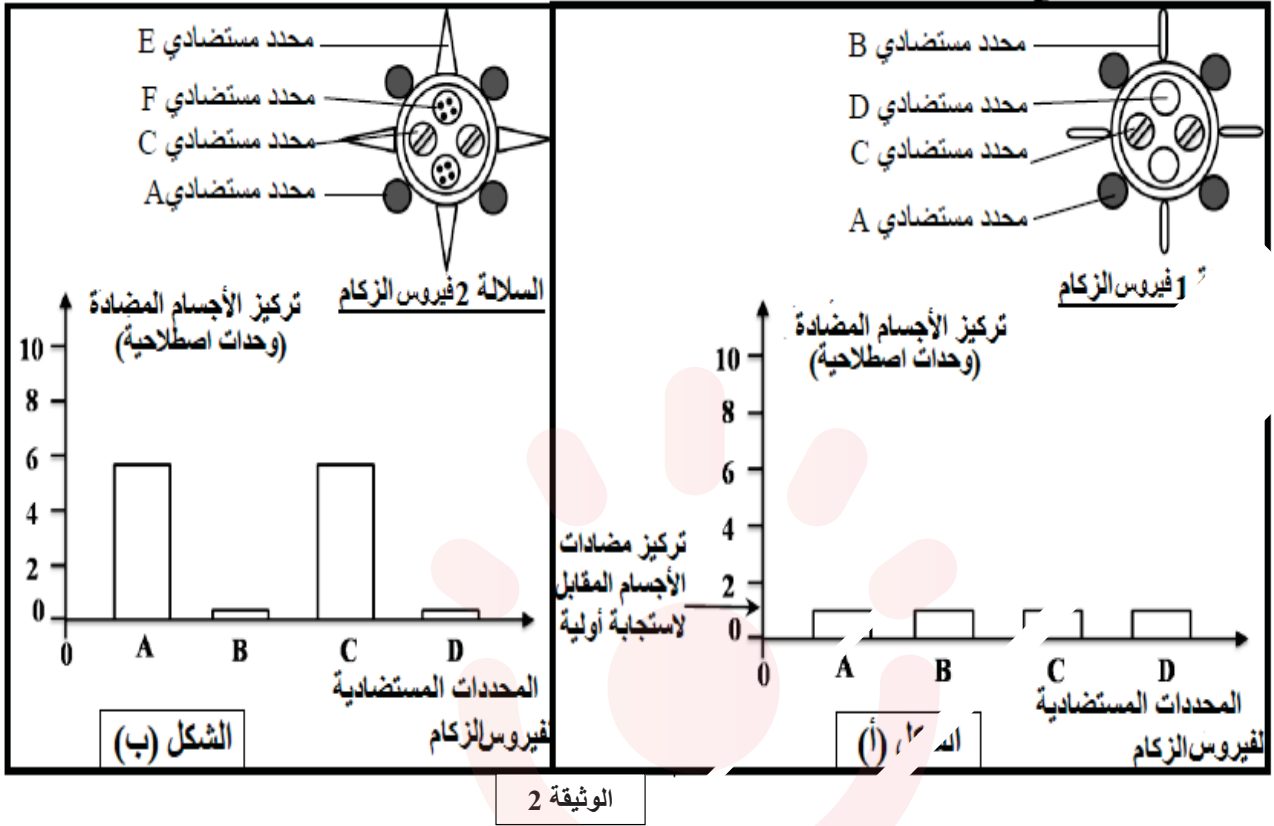 محدد مستضادي B
محدد مستضادي D
محدد مستضادي C
محدد مستضادي A
1 فيروس الزكام
تركيز الأجسام المضادة
(وحدات اصطلاحية)
10
8
6
4
2
0
تركيز مضادات
الأجسام المقابل
لاستجابة أولية
0
A B C D
المحددات المستضادية
لفيروس الزكام
(أ)
محدد مستضادي E
محدد مستضادي F
محدد مستضادي C
محدد مستضادي A
السلالة 2 فيروس الزكام
تركيز الأجسام المضادة
(وحدات اصطلاحية)
10
8
6
4
2
0
0
A B C D
المحددات المستضادية
لفيروس الزكام
الشكل (ب)
الوثيقة 2